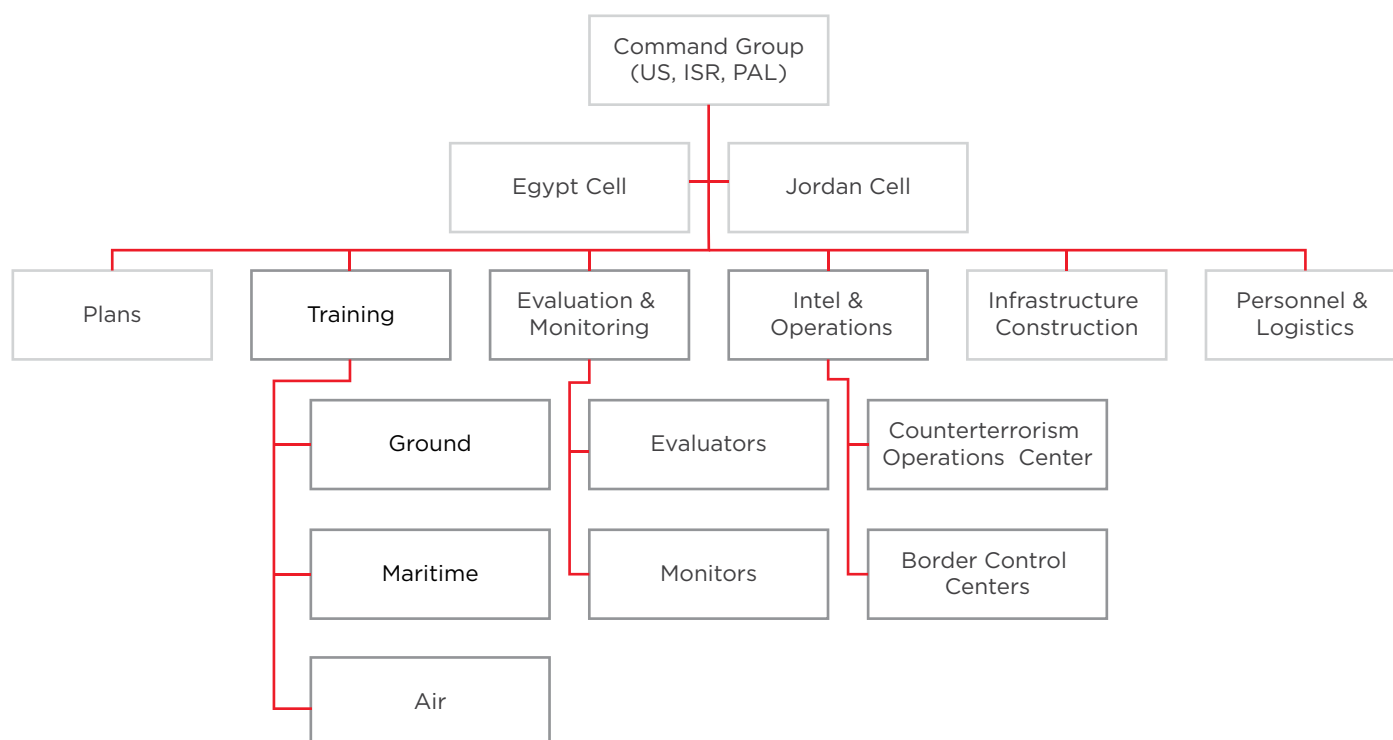 Command Group
(US, ISR, PAL)
Egypt Cell
Jordan Cell
Plans
Training
Evaluation &
Monitoring
Intel &
Operations
Infrastructure
Construction
Personnel &
Logistics
Ground
Evaluators
Counterterrorism
Operations Center
Maritime
Monitors
Border Control
Centers
Air